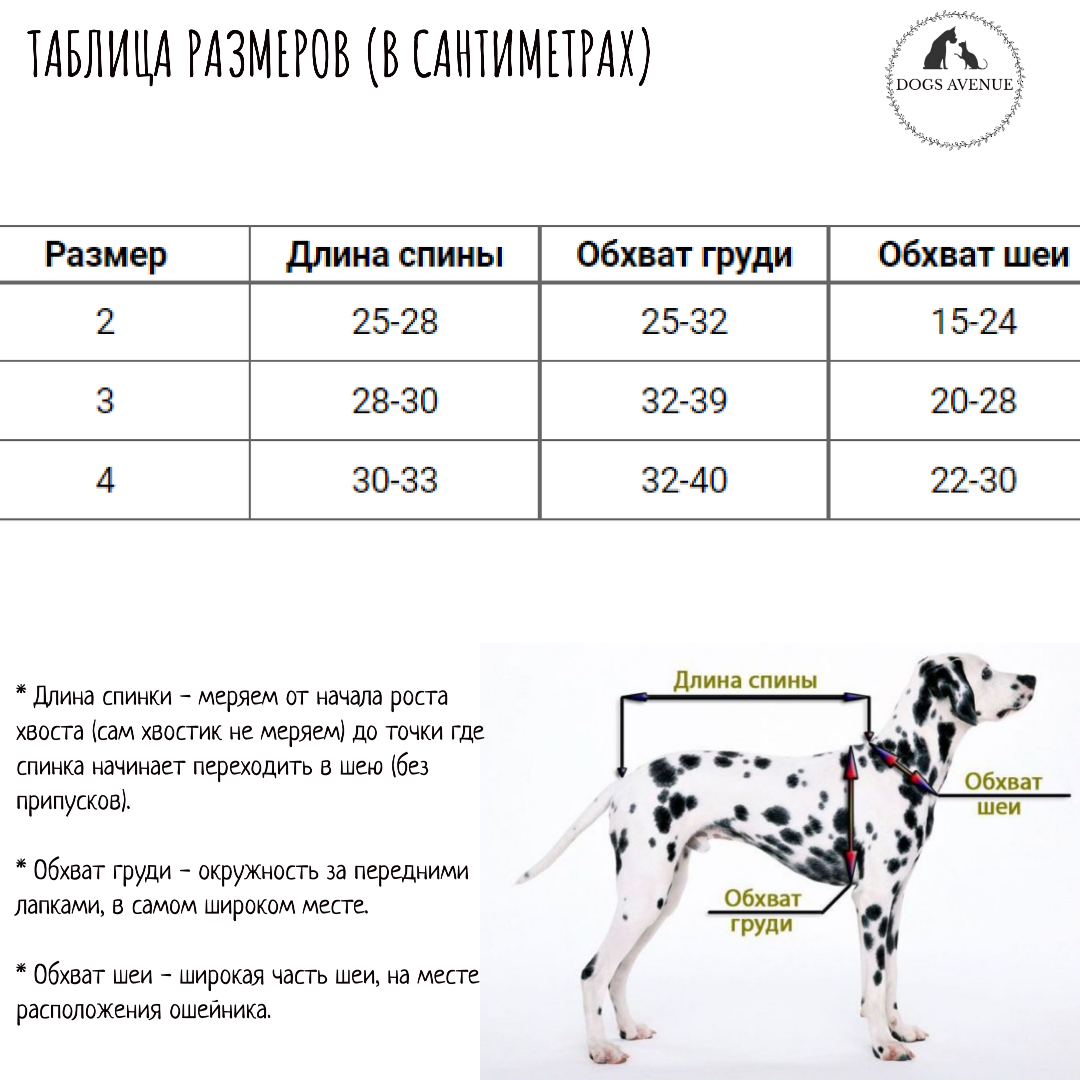 ТАБЛИЦА РАЗМЕРОВ (В САНТИМЕТРАХ)
DOGS AVENUE
Размер Длина спины Обхват груди Обхват шеи
2 25-28 25-32 15-24
3 28-30 32-39 20-28
4 30-33 32-40 22-30
* Длина спинки - меряем от начала роста
хвоста (сам хвостик не меряем) до точки где
спинка начинает переходить в шею (без
припусков).
* Обхват груди - окружность за передними
лапками, в самом широком месте.
* Обхват шеи - широкая часть шеи, на месте
расположения ошейника.
Длина спины
Обхват
шеи
Обхват
груди